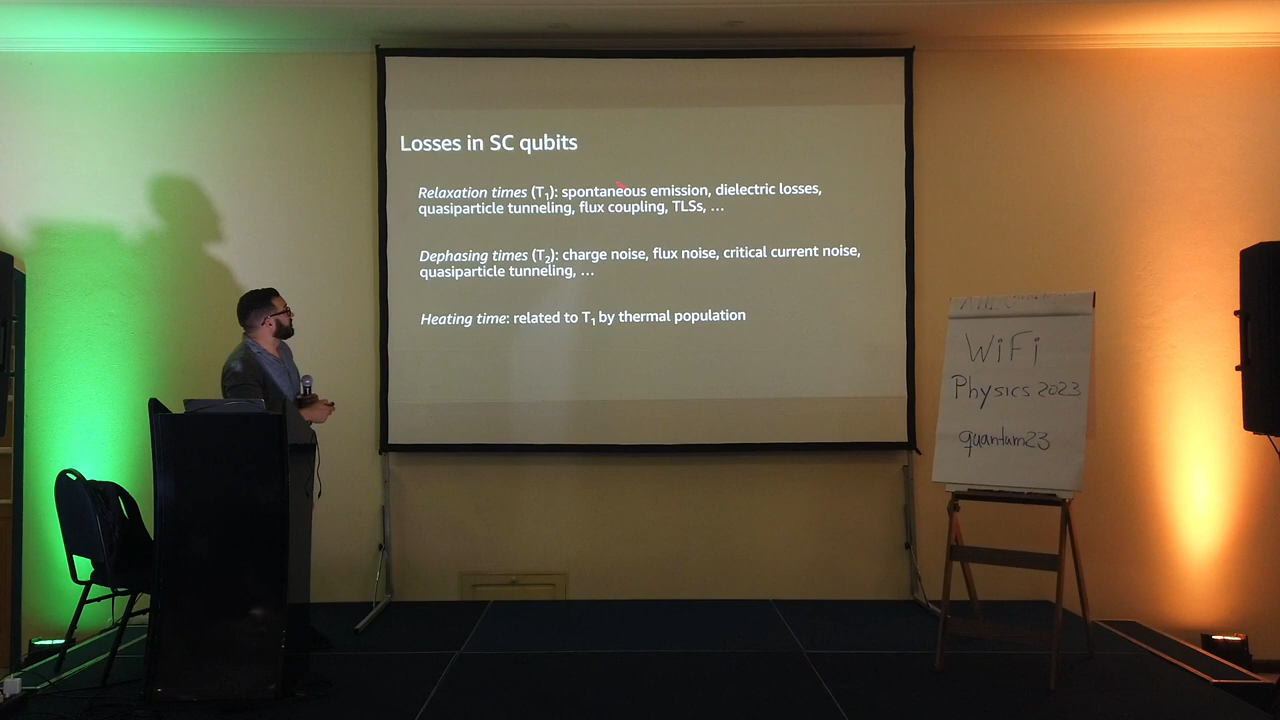 Losses in SC qubits
Relaxation times (T1): spontaneous emission, dielectric losses,
quasiparticle tunneling, flux coupling, TLSs, …
Dephasing times (T2): charge noise, flux noise, critical current noise,
quasiparticle tunneling, …
Heating time: related to T1 by thermal population
WiFi
Physics 2023
quantum23